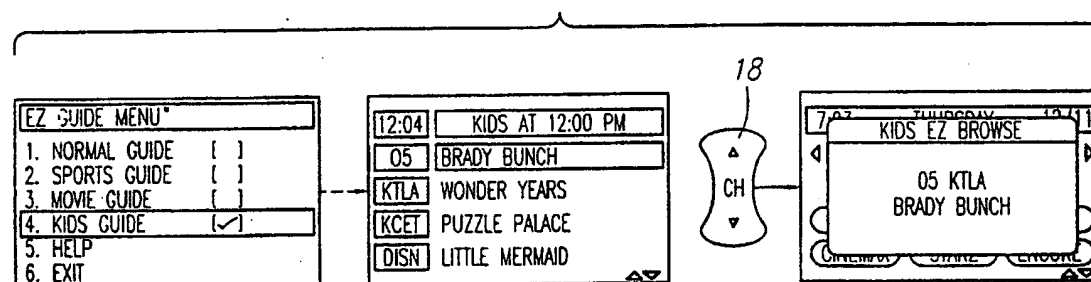 18
EZ GUIDE MENU"
1. NORMAL GUIDE [ ]
2. SPORTS GUIDE [ ]
3. MOVIE GUIDE [ ]
4. KIDS GUIDE [✓]
5. HELP
6. EXIT
12:04 KIDS AT 12:00 PM
05 BRADY BUNCH
KTLA WONDER YEARS
KCET PUZZLE PALACE
DISN LITTLE MERMAID
CH
THURSDAY
KIDS EZ BROWSE
05 KTLA
BRADY BUNCH
CINEMAX STARZ ENCORE